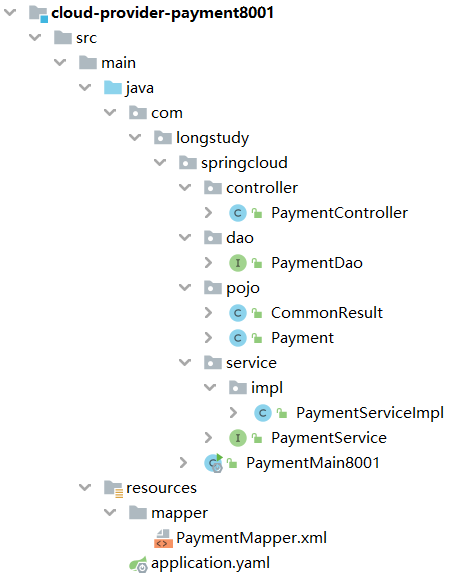 cloud-provider-payment8001
src
main
java
com
longstudy
springcloud
controller
PaymentController
dao
PaymentDao
pojo
CommonResult
Payment
service
impl
PaymentServiceImpl
PaymentService
PaymentMain8001
resources
mapper
PaymentMapper.xml
application.yaml